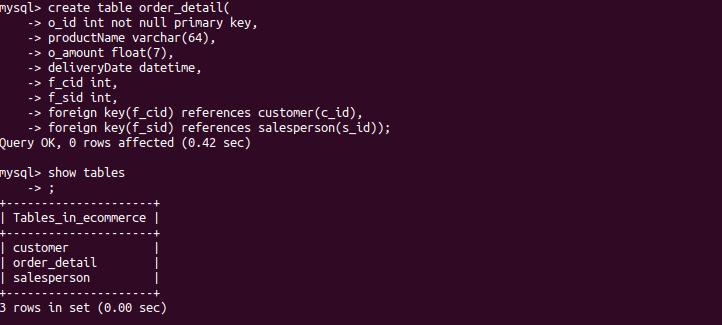 mysql> create table order_detail(
    -> o_id int not null primary key,
    -> productName varchar(64),
    -> o_amount float(7),
    -> deliveryDate datetime,
    -> f_cid int,
    -> f_sid int,
    -> foreign key(f_cid) references customer(c_id),
    -> foreign key(f_sid) references salesperson(s_id));
Query OK, 0 rows affected (0.42 sec)

mysql> show tables
    -> ;
+---------------------+
| Tables_in_ecommerce |
+---------------------+
| customer            |
| order_detail        |
| salesperson         |
+---------------------+
3 rows in set (0.00 sec)